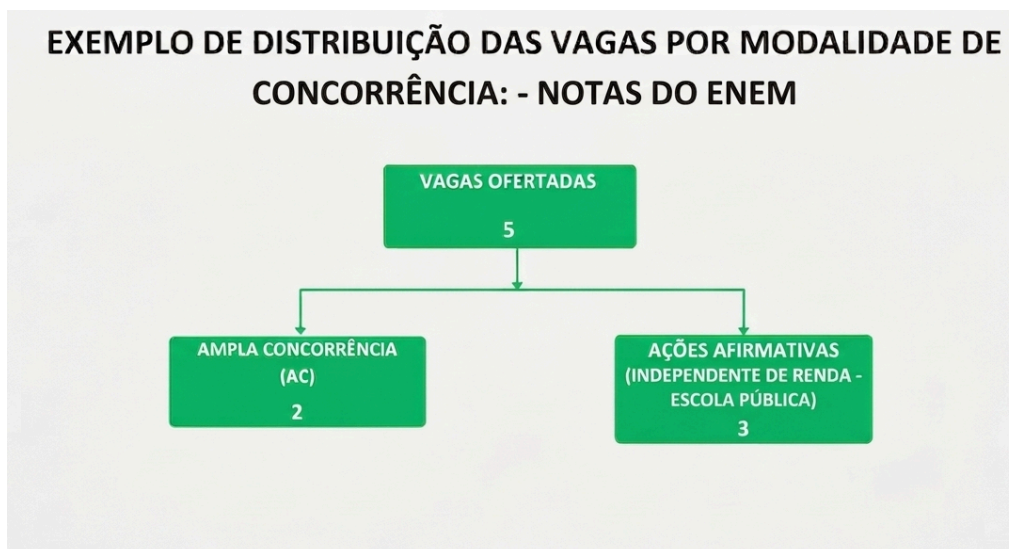 EXEMPLO DE DISTRIBUIÇÃO DAS VAGAS POR MODALIDADE DE
CONCORRÊNCIA: - NOTAS DO ENEM
VAGAS OFERTADAS
5
AMPLA CONCORRÊNCIA
(AC)
2
AÇÕES AFIRMATIVAS
(INDEPENDENTE DE RENDA -
ESCOLA PÚBLICA)
3